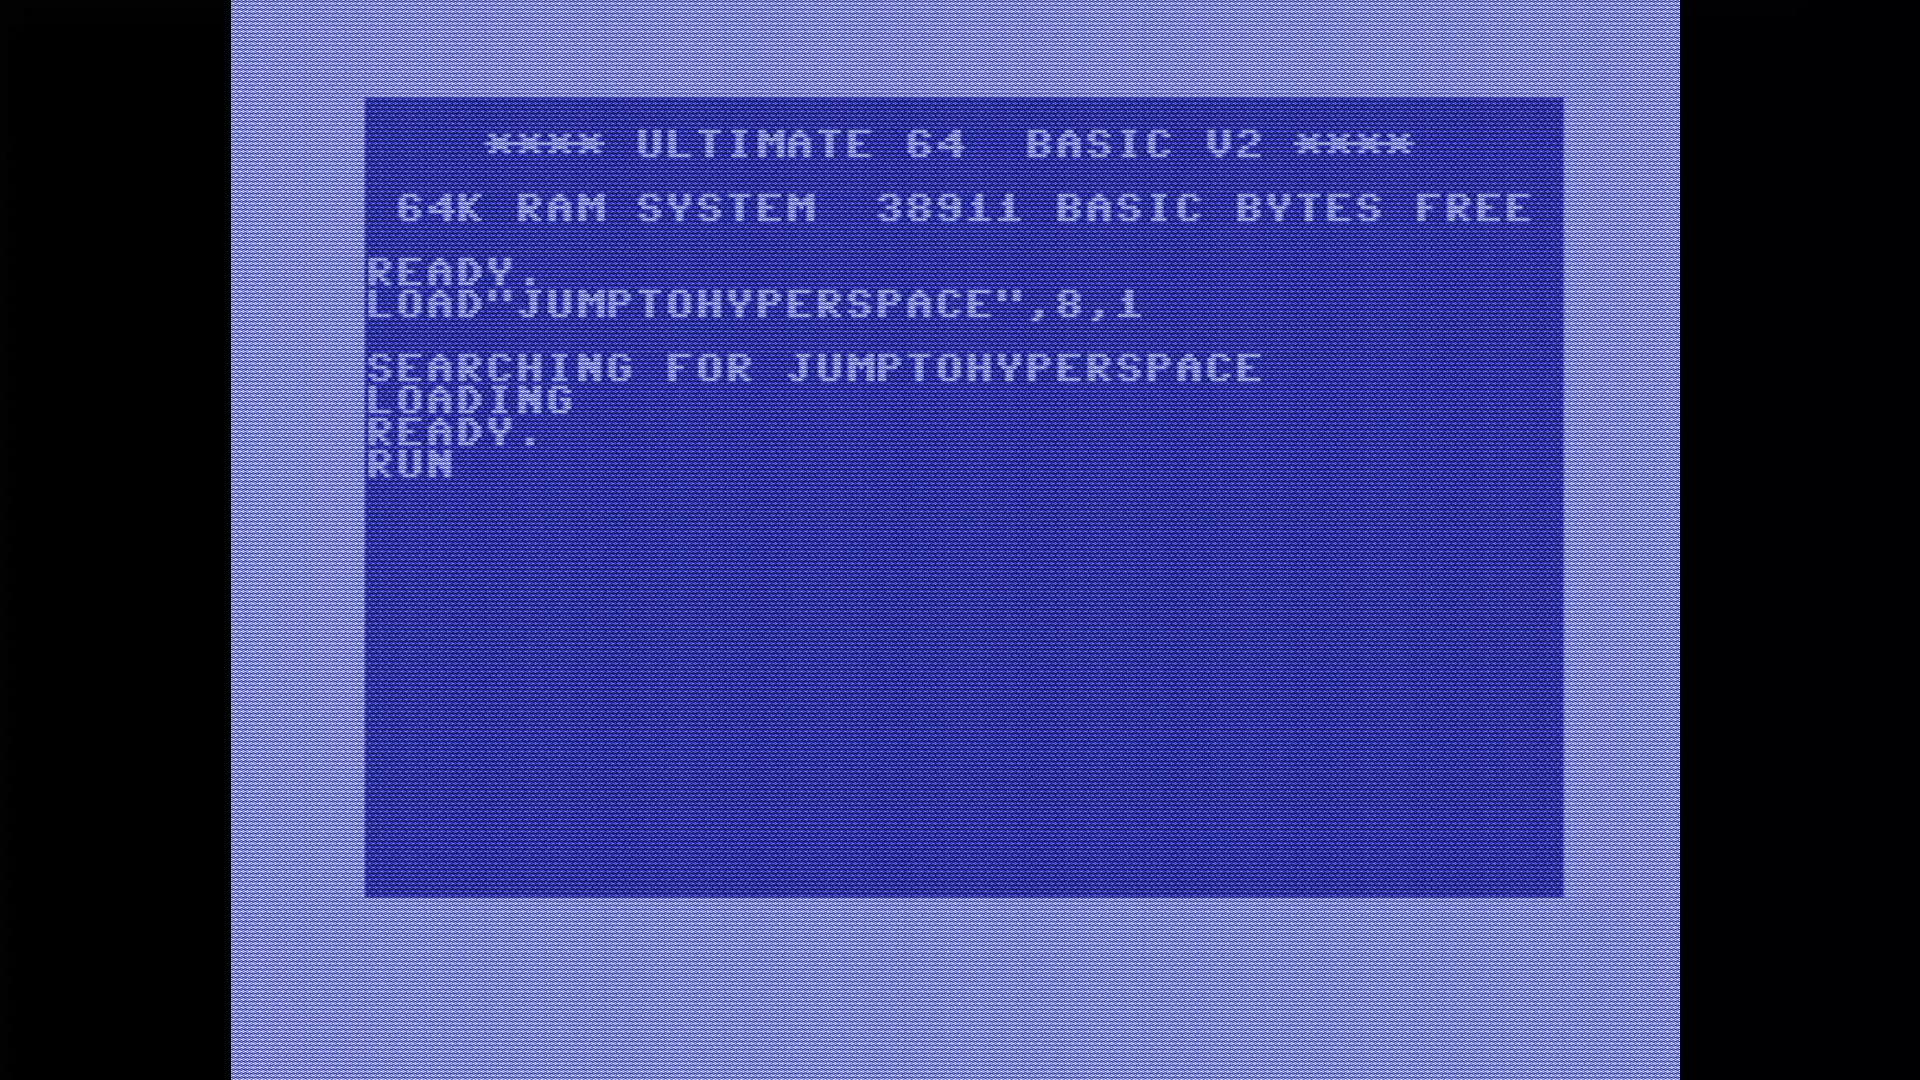 **** ULTIMATE 64  BASIC V2 ****
64K RAM SYSTEM  38911 BASIC BYTES FREE
READY.
LOAD"JUMPTOHYPERSPACE",8,1
SEARCHING FOR JUMPTOHYPERSPACE
LOADING
READY.
RUN